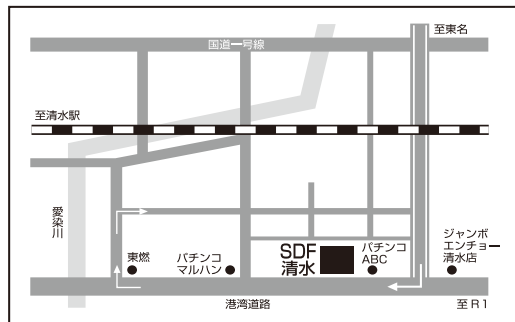 至東名
国道一号線
至清水駅
愛染川
ジャンボ
エンチョー
清水店
東燃
パチンコ
マルハン
SDF
清水
パチンコ
ABC
港湾道路
至R1